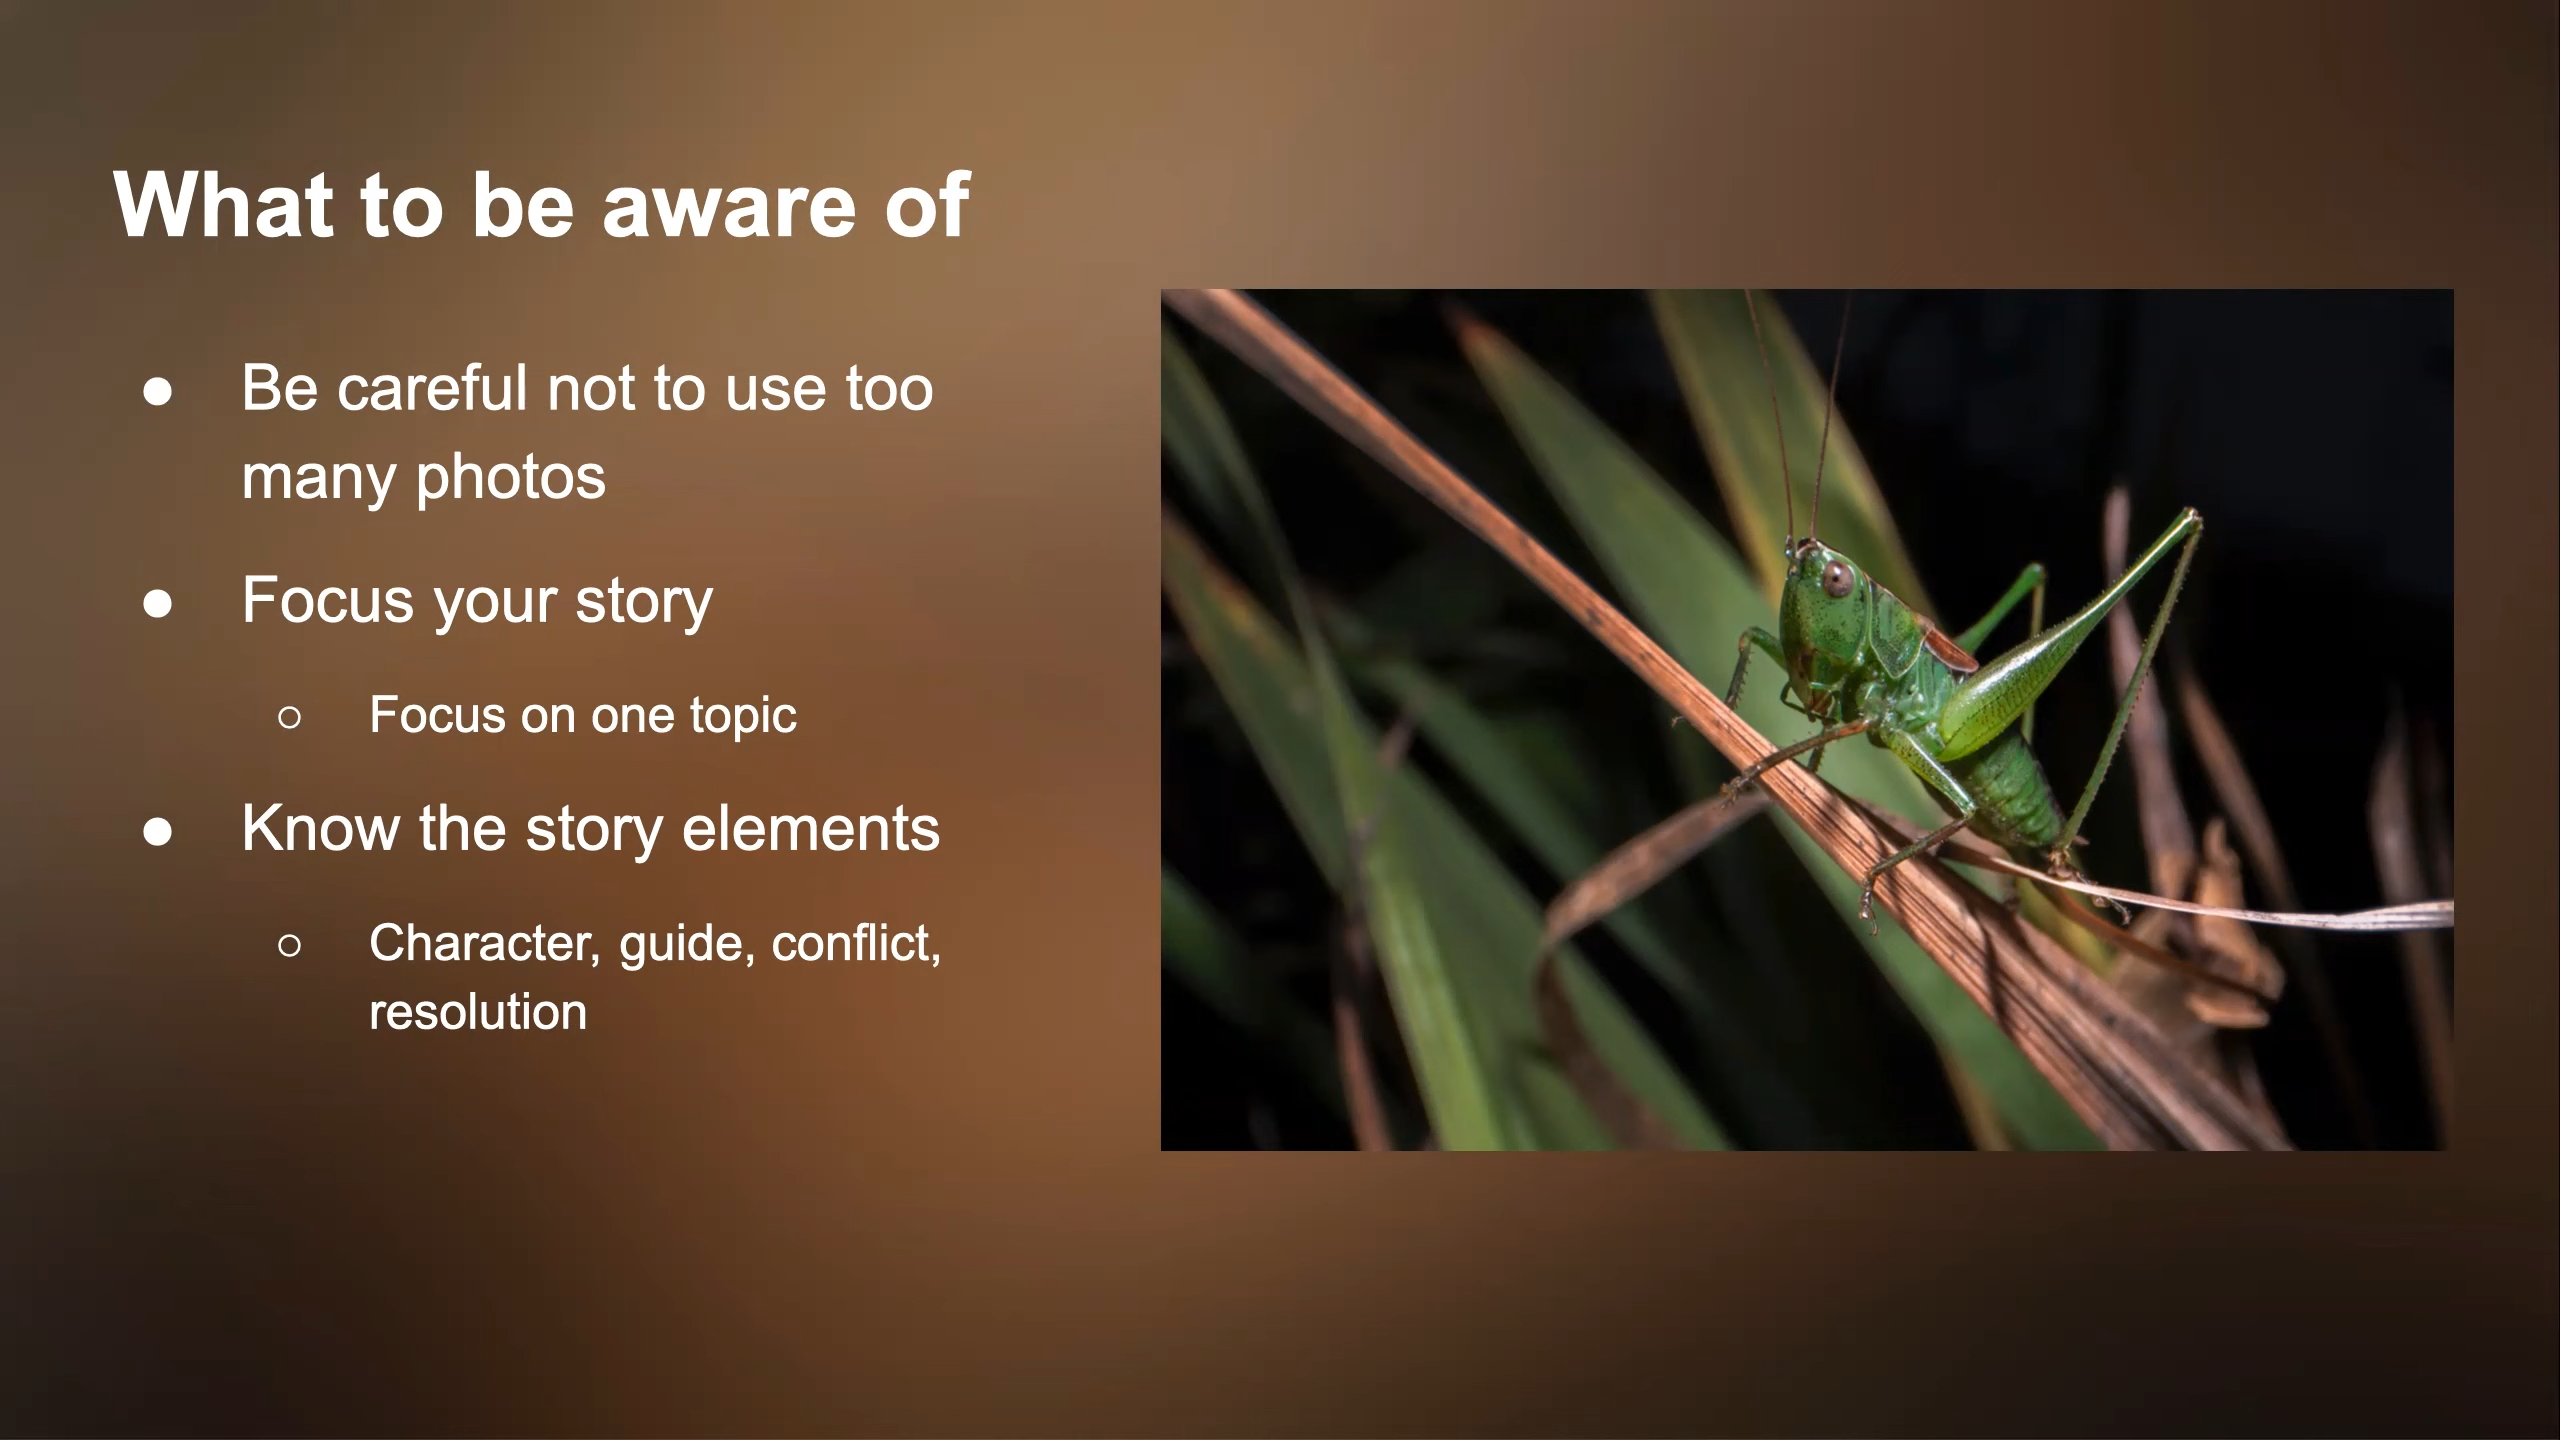 What to be aware of
● Be careful not to use too
many photos
● Focus your story
○ Focus on one topic
● Know the story elements
○ Character, guide, conflict,
resolution